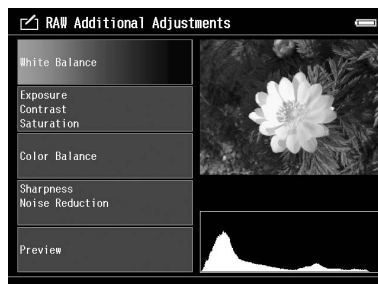 RAW Additional Adjustments
White Balance
Exposure
Contrast
Saturation
Color Balance
Sharpness
Noise Reduction
Preview